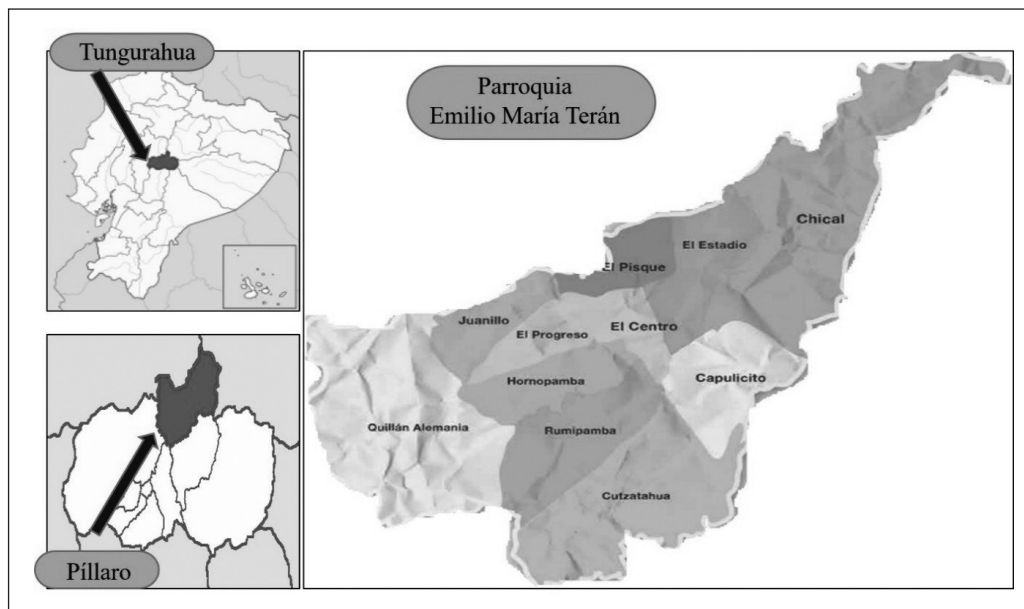 Tungurahua
Parroquia
Emilio María Terán
Chical
El Estadio
El Pisque
Juanillo
El Progreso
El Centro
Hornopamba
Capulicito
Quillán Alemania
Rumipamba
Cutzatahua
Píllaro